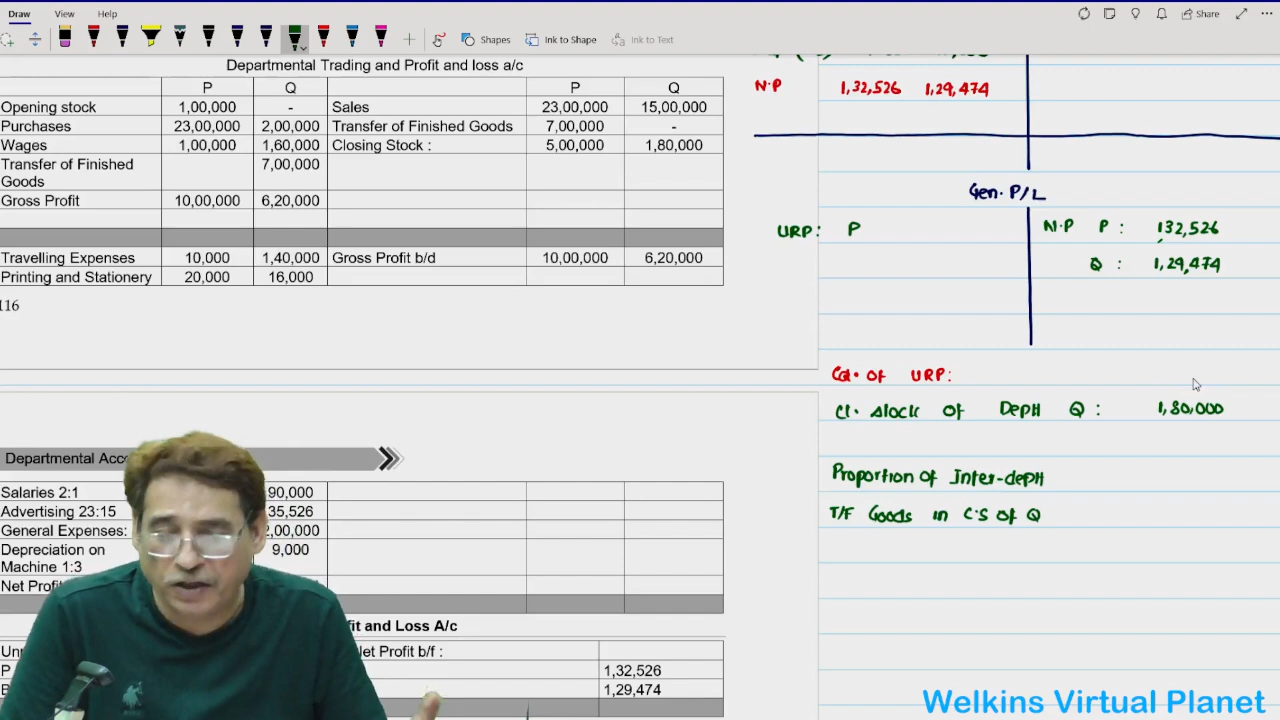 Draw View Help Share
Shapes Ink to Shape Ink to Text
Departmental Trading and Profit and loss a/c
P Q P Q
Opening stock 1,00,000 - Sales 23,00,000 15,00,000
Purchases 23,00,000 2,00,000 Transfer of Finished Goods 7,00,000 -
Wages 1,00,000 1,60,000 Closing Stock : 5,00,000 1,80,000
Transfer of Finished 7,00,000
Goods
Gross Profit 10,00,000 6,20,000
Travelling Expenses 10,000 1,40,000 Gross Profit b/d 10,00,000 6,20,000
Printing and Stationery 20,000 16,000
116
Departmental Acco
Salaries 2:1 90,000
Advertising 23:15 35,526
General Expenses: 2,00,000
Depreciation on 9,000
Machine 1:3
Net Profi
fit and Loss A/c
Net Profit b/f :
P 1,32,526
1,29,474
N.P 1,32,526 1,29,474
Gen. P/L
URP: P N.P P : 132,526
Q : 1,29,474
Cal. of URP:
Cl. Stock of Deptt Q : 1,80,000
Proportion of Inter-deptt
T/F Goods in C.S of Q
Welkins Virtual Planet